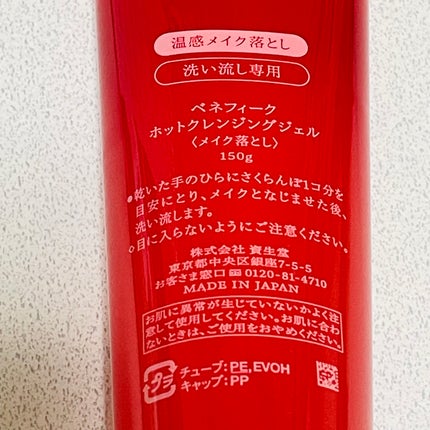 温感メイク落とし
洗い流し専用
ベネフィーク
ホットクレンジングジェル
〈メイク落とし〉
150g
●乾いた手のひらにさくらんぼ1コ分を
目安にとり、メイクとなじませた後、
洗い流します。
○目に入らないようにご注意ください。
株式会社 資生堂
東京都中央区銀座7-5-5
お客さま窓口 0120-81-4710
MADE IN JAPAN
お肌に異常が生じていないかよく注
意して使用してください。お肌に合わ
ないときは、ご使用をおやめください。
プラ チューブ:PE,EVOH
キャップ:PP